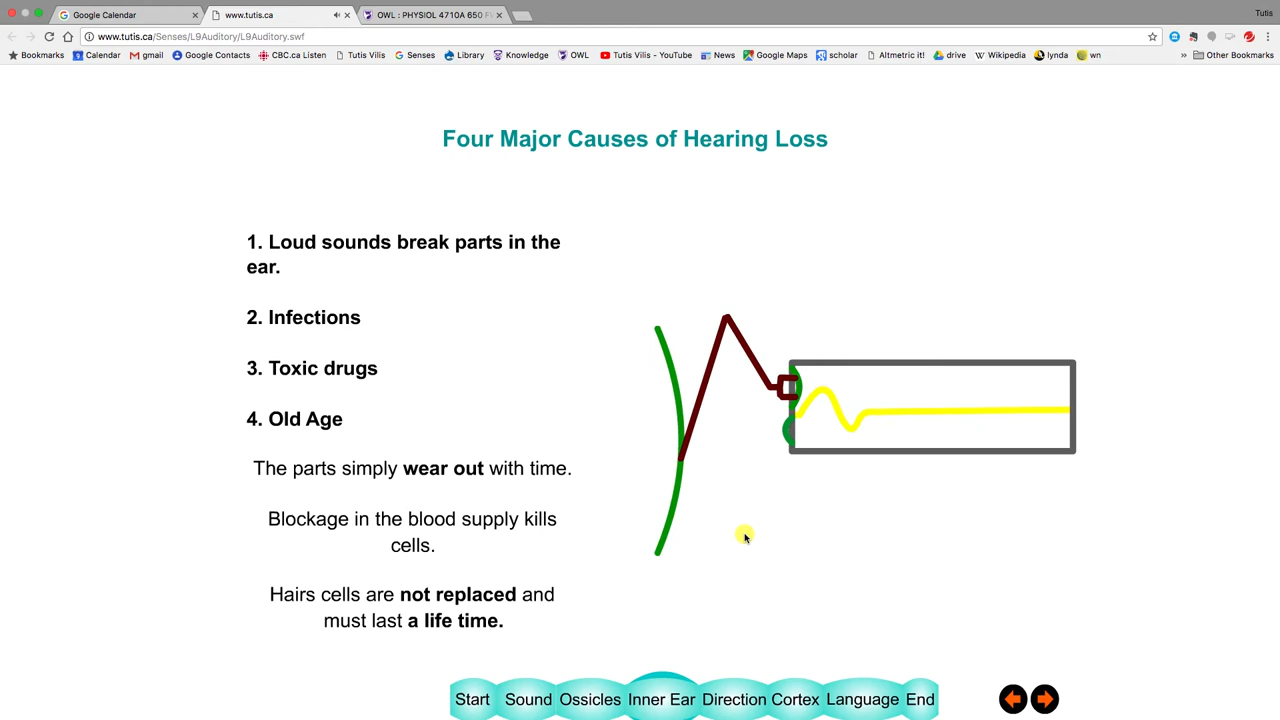 Google Calendar
www.tutis.ca
OWL : PHYSIOL 4710A 650 F
Tutis
www.tutis.ca/Senses/L9Auditory/L9Auditory.swf
Bookmarks Calendar gmail Google Contacts CBC.ca Listen Tutis Vilis Senses Library Knowledge OWL Tutis Vilis - YouTube News Google Maps scholar Altmetric it! drive Wikipedia lynda wn » Other Bookmarks
Four Major Causes of Hearing Loss
1. Loud sounds break parts in the
ear.
2. Infections
3. Toxic drugs
4. Old Age
The parts simply wear out with time.
Blockage in the blood supply kills
cells.
Hairs cells are not replaced and
must last a life time.
Start Sound Ossicles Inner Ear Direction Cortex Language End